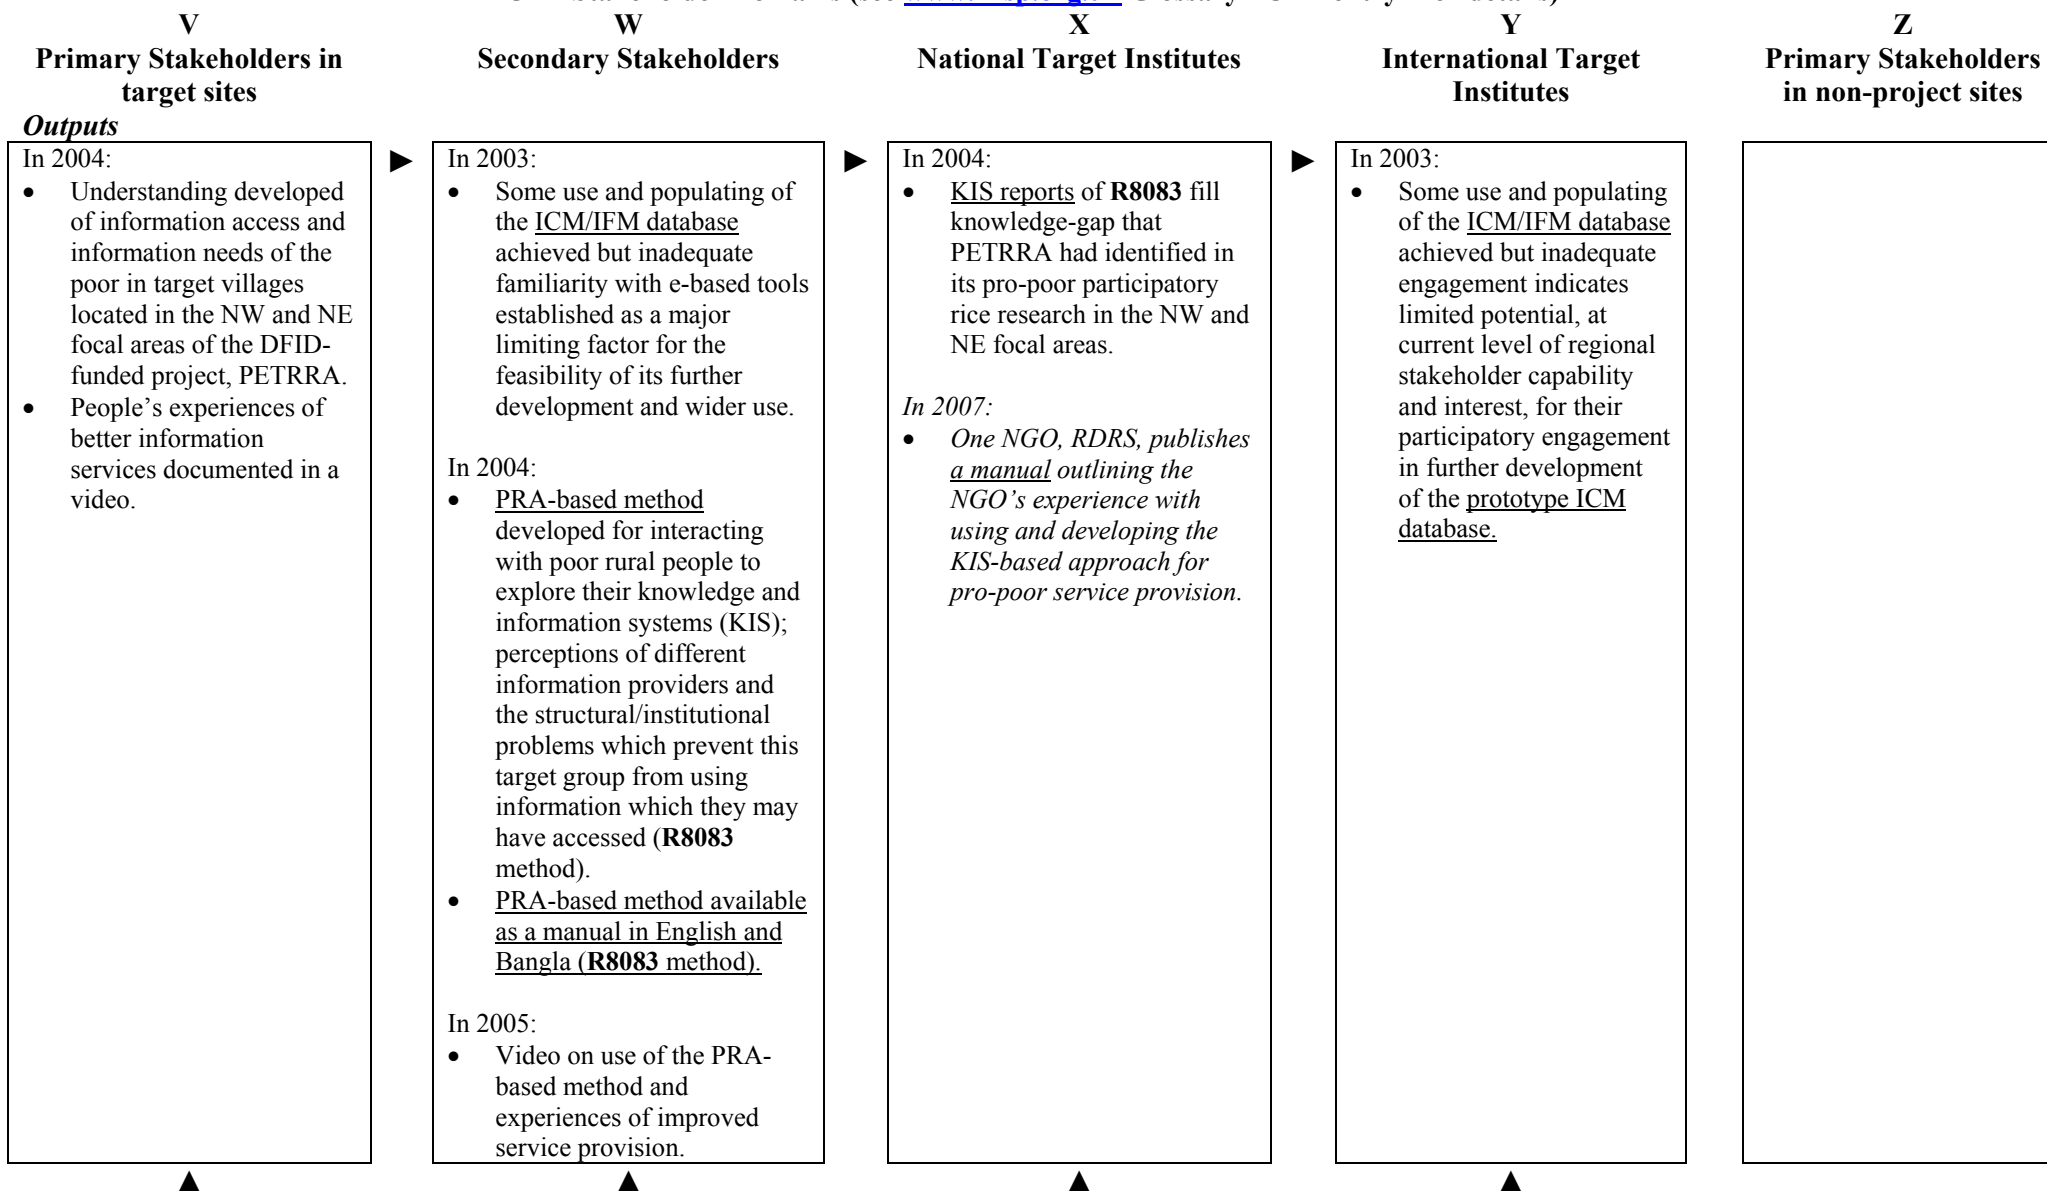 V
Primary Stakeholders in
target sites
W
Secondary Stakeholders
X
National Target Institutes
Y
International Target
Institutes
Z
Primary Stakeholders
in non-project sites
Outputs
In 2004:
• Understanding developed
of information access and
information needs of the
poor in target villages
located in the NW and NE
focal areas of the DFID-
funded project, PETRRA.
• People’s experiences of
better information
services documented in a
video.
In 2003:
• Some use and populating of
the ICM/IFM database
achieved but inadequate
familiarity with e-based tools
established as a major
limiting factor for the
feasibility of its further
development and wider use.
In 2004:
• PRA-based method
developed for interacting
with poor rural people to
explore their knowledge and
information systems (KIS);
perceptions of different
information providers and
the structural/institutional
problems which prevent this
target group from using
information which they may
have accessed (R8083
method).
• PRA-based method available
as a manual in English and
Bangla (R8083 method).
In 2005:
• Video on use of the PRA-
based method and
experiences of improved
service provision.
In 2004:
• KIS reports of R8083 fill
knowledge-gap that
PETRRA had identified in
its pro-poor participatory
rice research in the NW and
NE focal areas.
In 2007:
• One NGO, RDRS, publishes
a manual outlining the
NGO’s experience with
using and developing the
KIS-based approach for
pro-poor service provision.
In 2003:
• Some use and populating
of the ICM/IFM database
achieved but inadequate
engagement indicates
limited potential, at
current level of regional
stakeholder capability
and interest, for their
participatory engagement
in further development
of the prototype ICM
database.